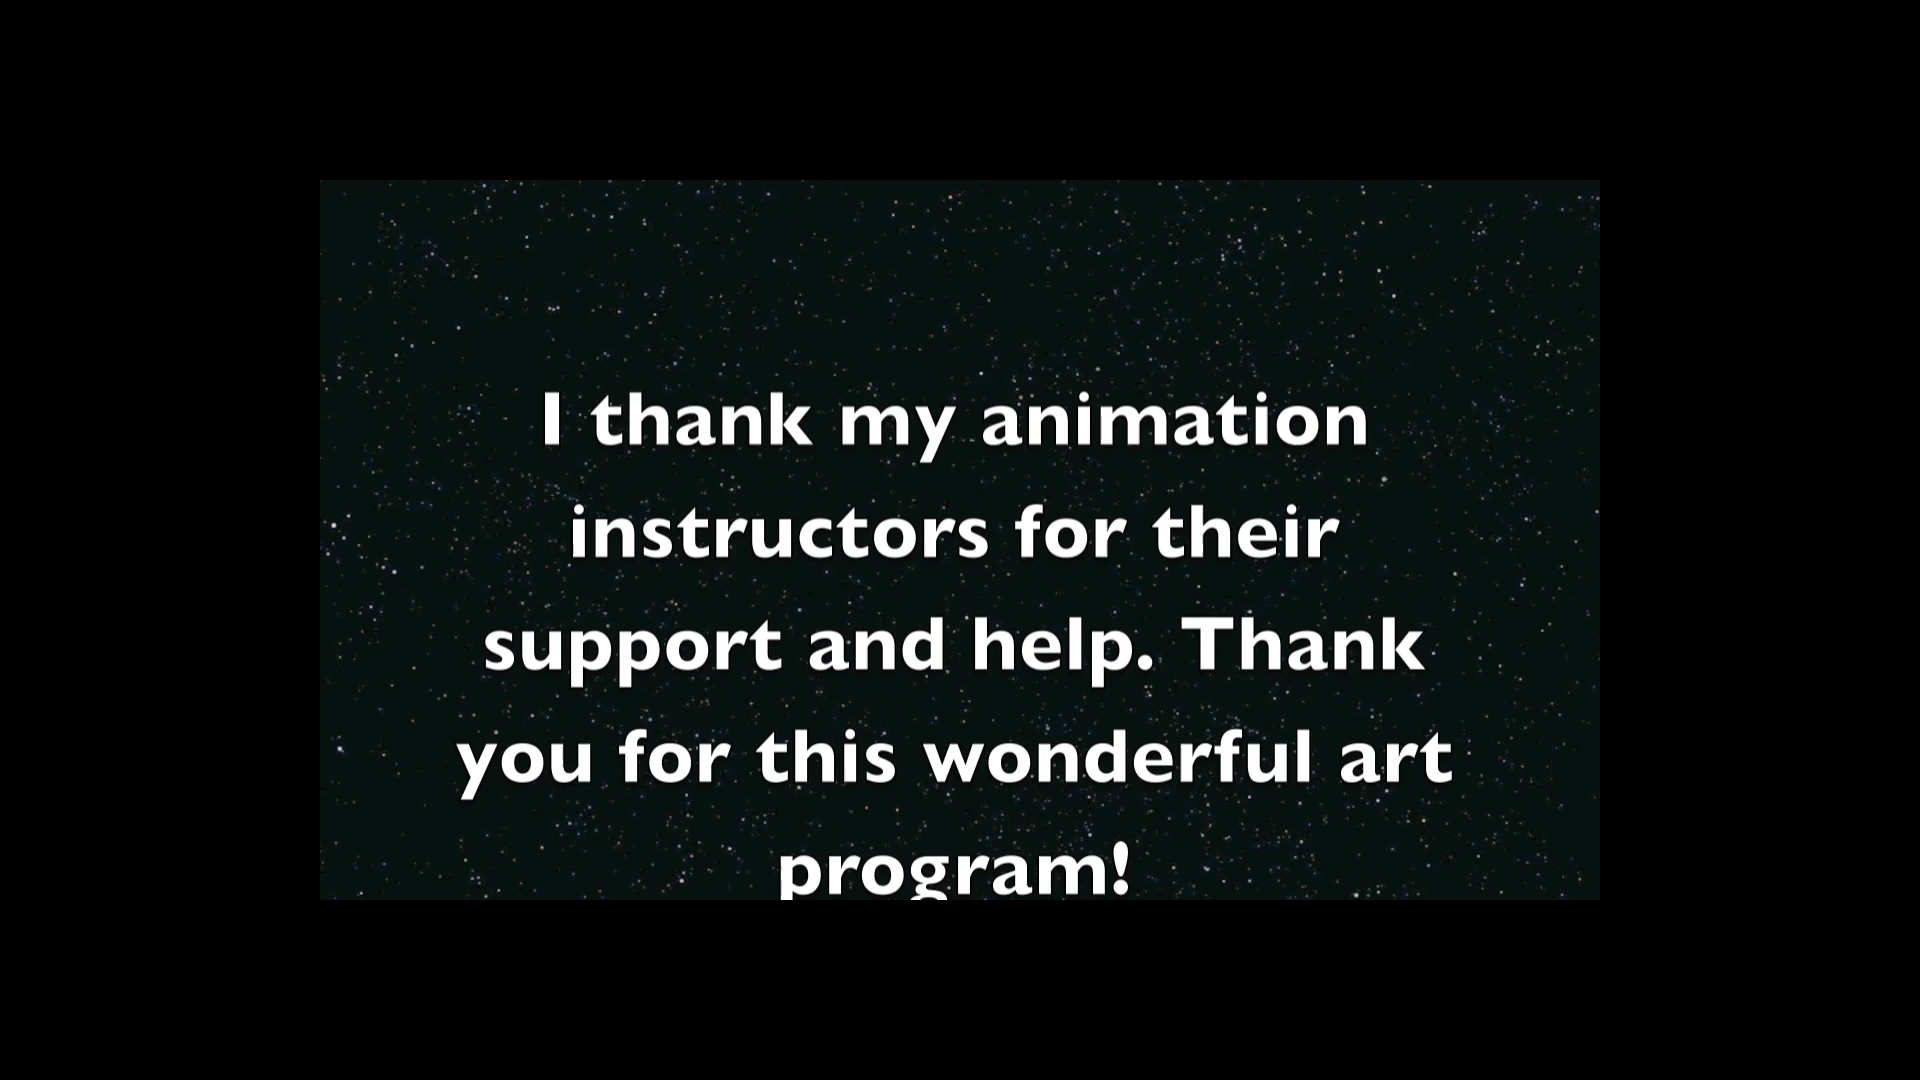 I thank my animation
instructors for their
support and help. Thank
you for this wonderful art
program!